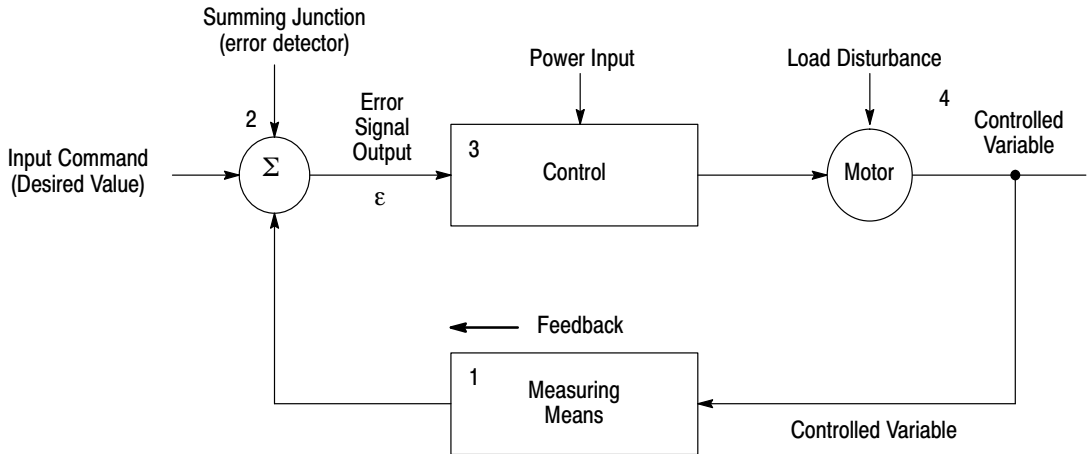 Summing Junction
(error detector)
Power Input
Load Disturbance
2
Error
Signal
Output
4
Controlled
Variable
Input Command
(Desired Value)
Σ
3
Control
Motor
ε
Feedback
1
Measuring
Means
Controlled Variable